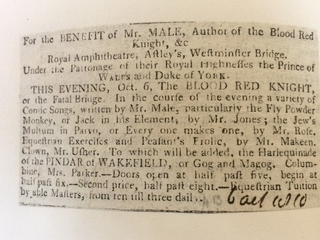 For the BENEFIT of Mr. MALE, Author of the Blood Red
Knight, &c
Royal Amphitheatre, Astley's, Westminster Bridge.
Under the Patronage of their Royal Highnesses the Prince of
WALES and Duke of YORK.
THIS EVENING, Oct. 6, The BLOOD RED KNIGHT,
or the Fatal Bridge. In the course of the evening a variety of
Comic Songs, written by Mr. Male, particularly the Fly Powder
Monkey, or Jack in his Element, by Mr. Jones; the Jew's
Multum in Parvo, or Every one makes one, by Mr. Rose.
Equestrian Exercises and Peasant's Frolic, by Mr. Makeen.
Clown, Mr. Usher. To which will be added, the Harlequinade
of the PINDAR of WAKEFIELD, or Gog and Magog. Colum-
bine, Mrs. Parker.—Doors open at half past five, begin at
half past six.—Second price, half past eight.—Equestrian Tuition
by able Masters, from ten till three daily.
1810